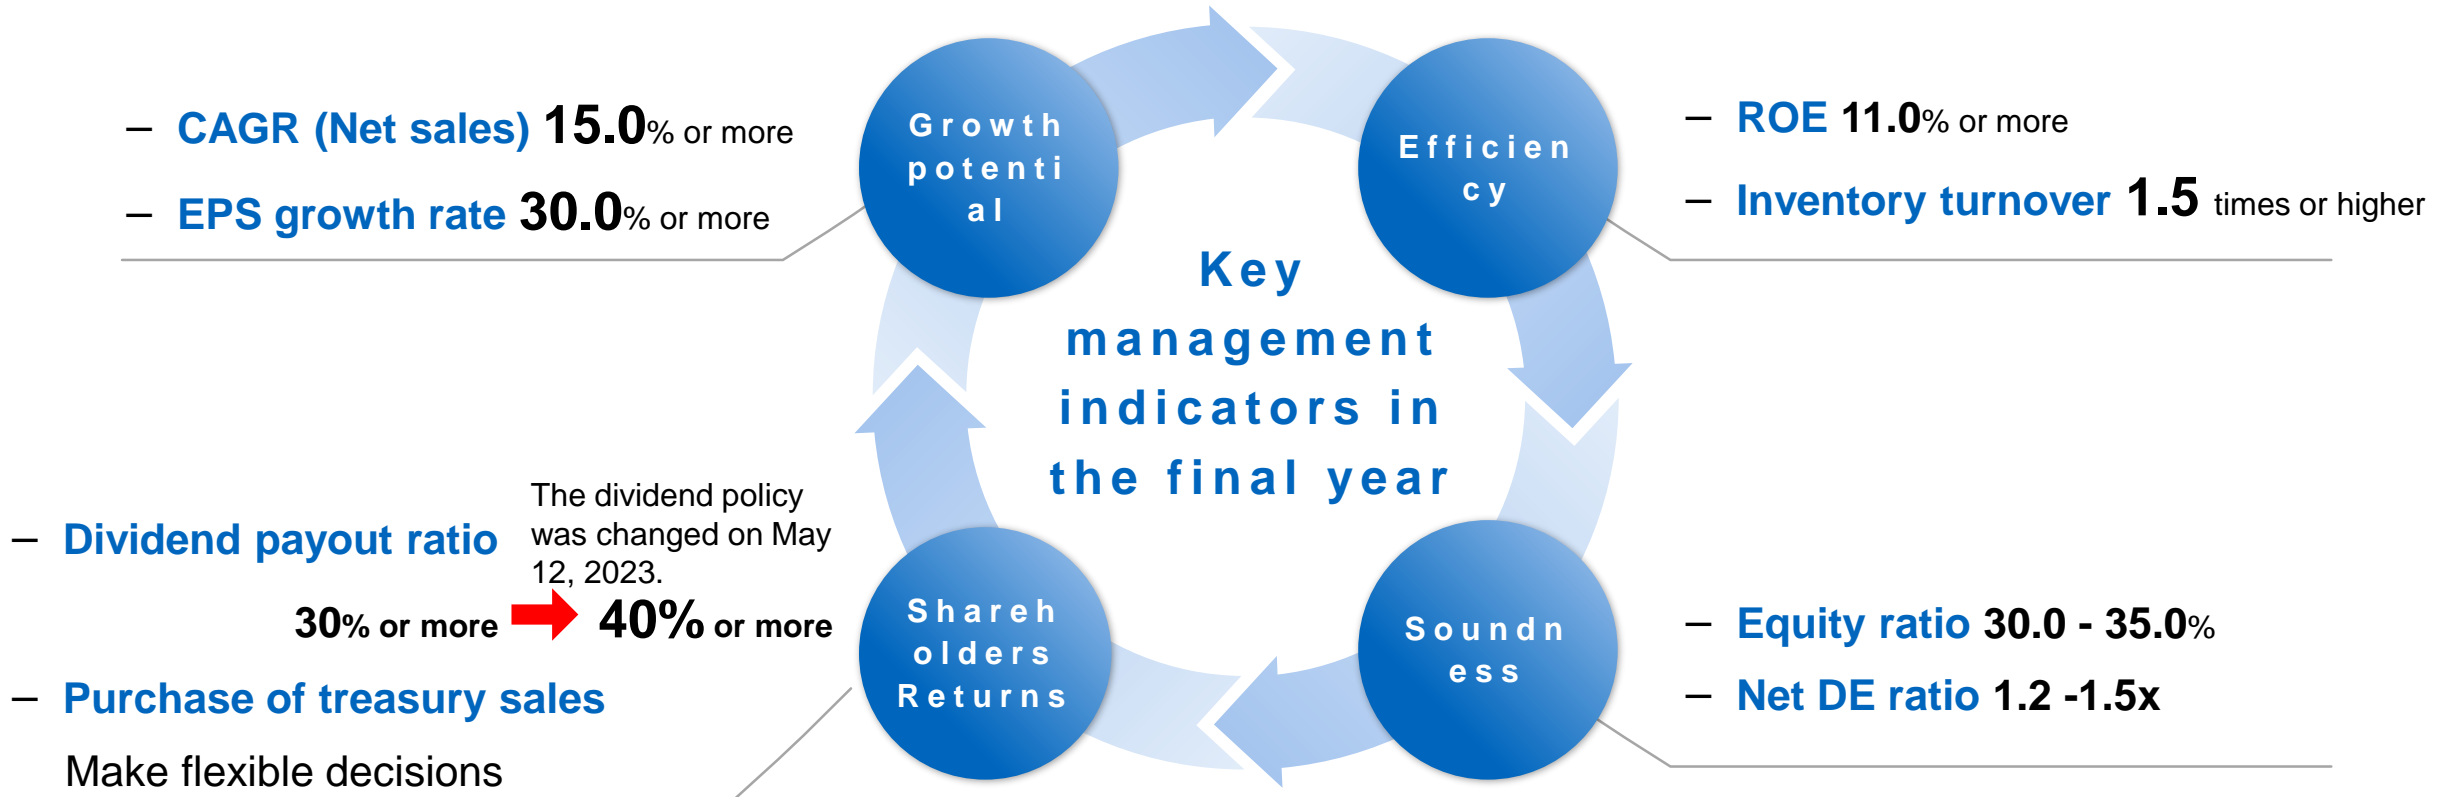 – CAGR (Net sales) 15.0% or more
– EPS growth rate 30.0% or more
Growth
potenti
al
Efficien
cy
– ROE 11.0% or more
– Inventory turnover 1.5 times or higher
Key
management
indicators in
the final year
– Dividend payout ratio
The dividend policy
was changed on May
12, 2023.
30% or more 40% or more
– Purchase of treasury sales
Make flexible decisions
Shareh
olders
Returns
Soundn
ess
– Equity ratio 30.0 - 35.0%
– Net DE ratio 1.2 -1.5x